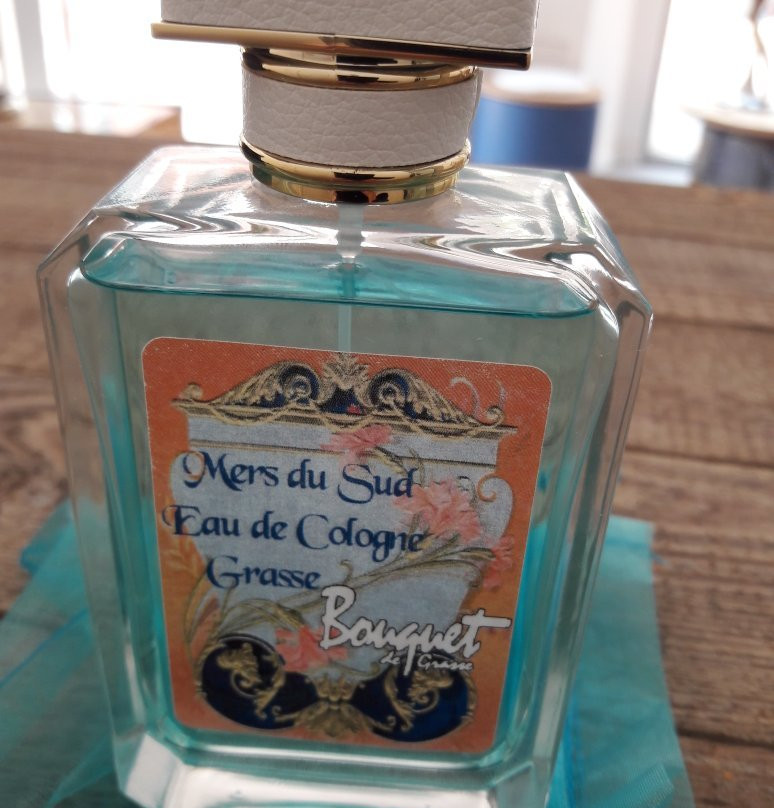 Mers du Sud
Eau de Cologne
Grasse
Bouquet
de Grasse